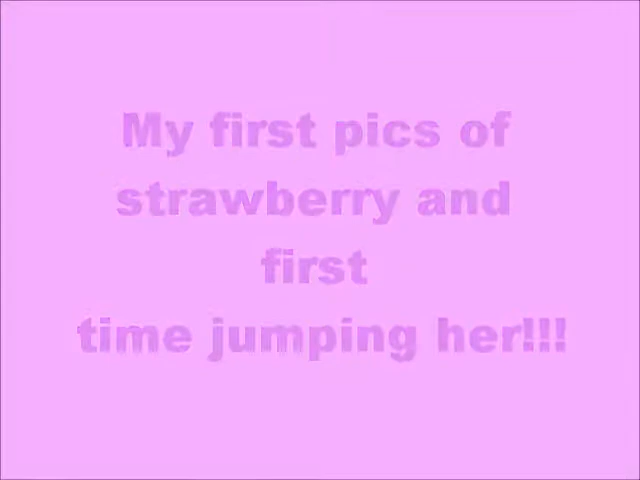 My first pics of
strawberry and
first
time jumping her!!!